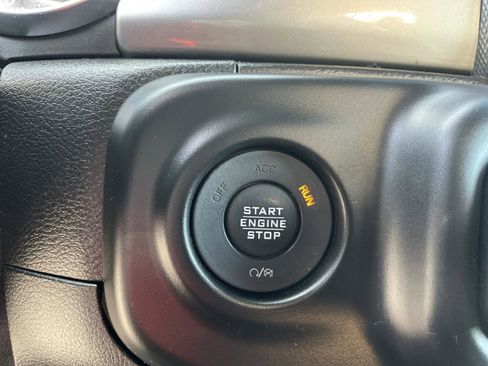 OFF ACC RUN
START
ENGINE
STOP